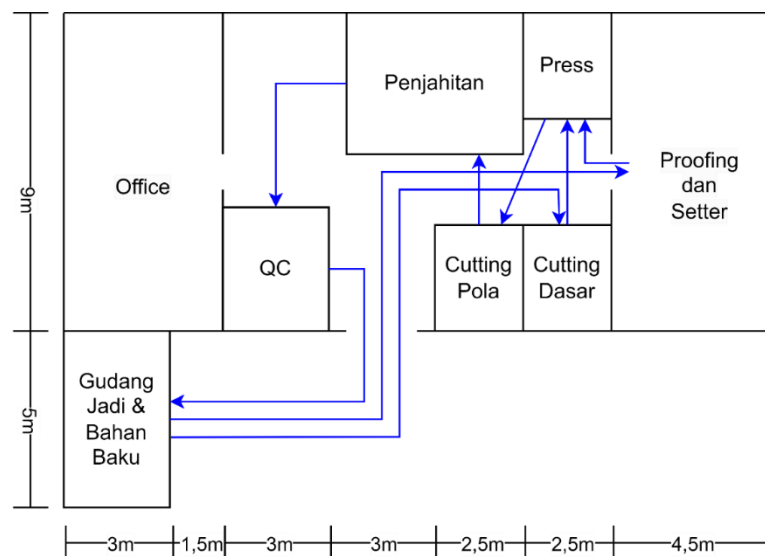 Penjahitan
Press
Office
Proofing
dan
Setter
9m
QC
Cutting
Pola
Cutting
Dasar
Gudang
Jadi &
Bahan
Baku
5m
3m
1,5m
3m
3m
2,5m
2,5m
4,5m